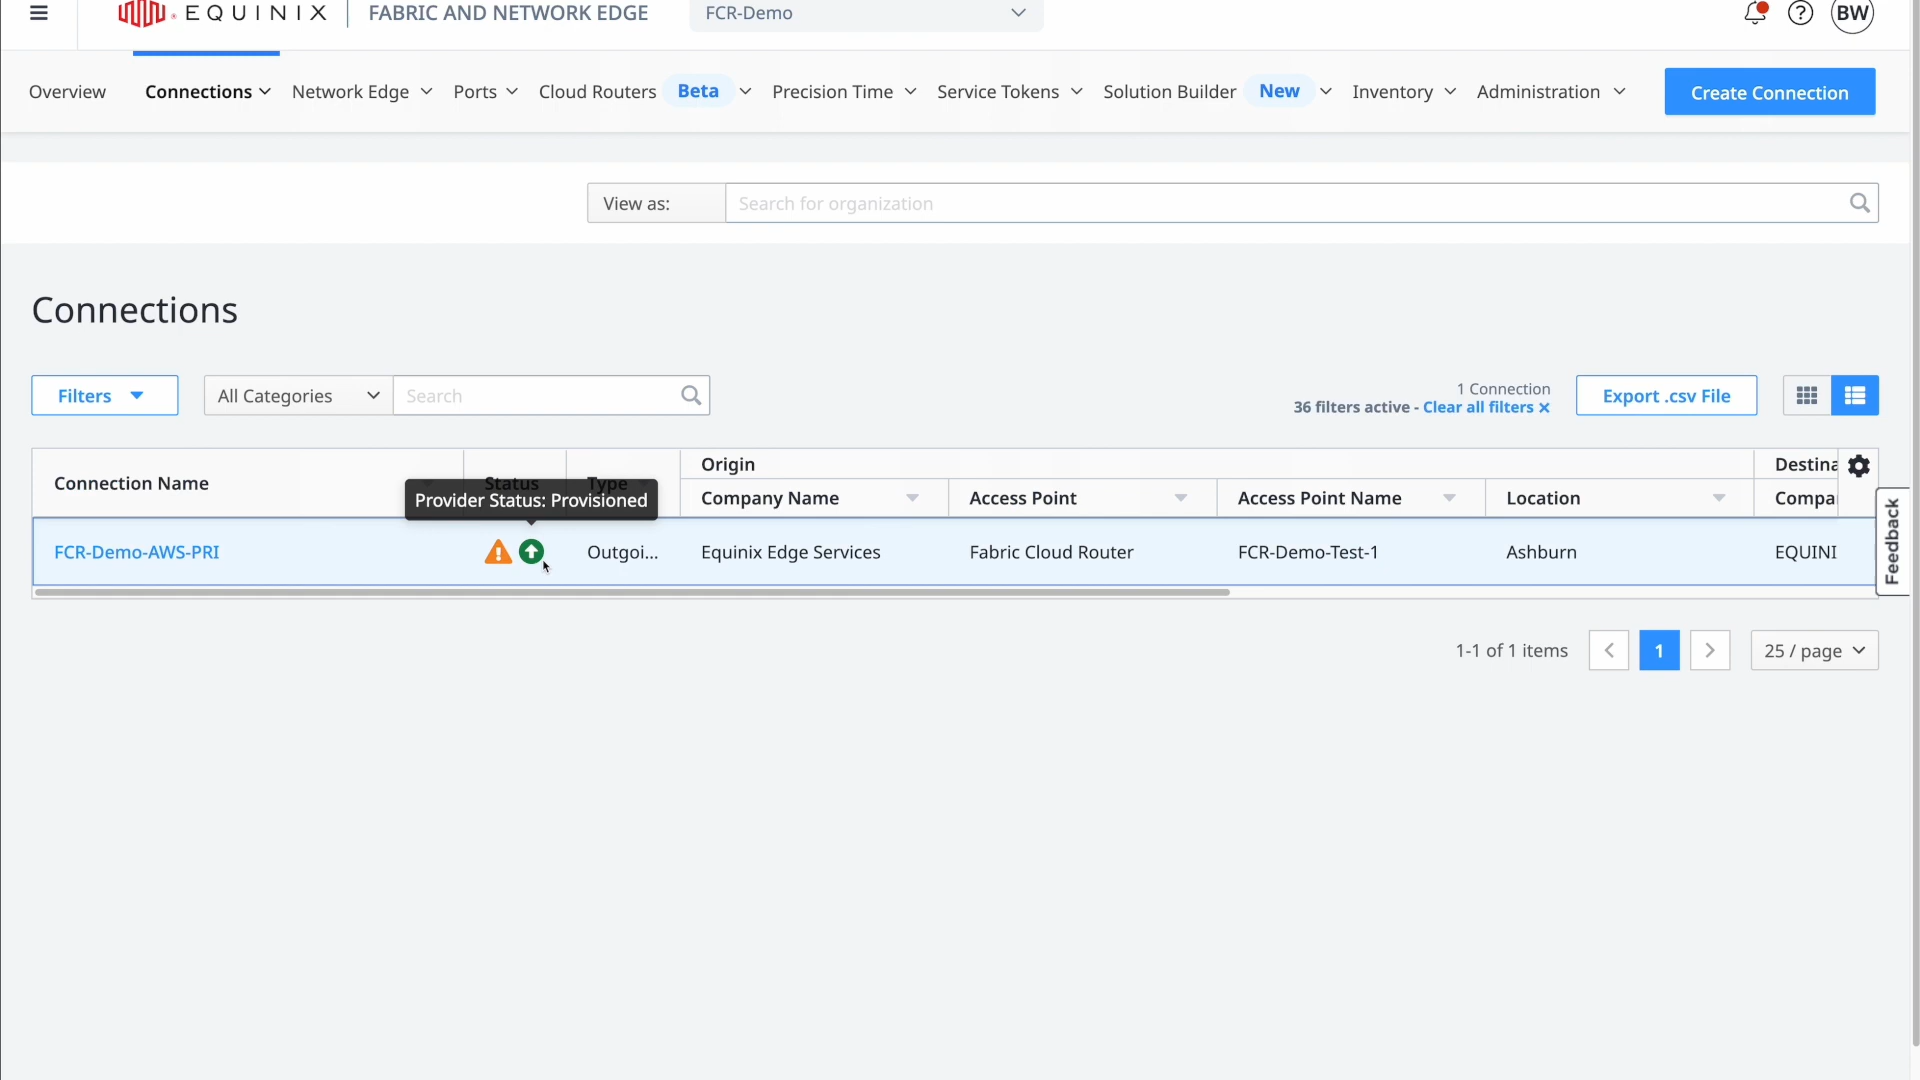 EQUINIX
FABRIC AND NETWORK EDGE
FCR-Demo
BW
Overview
Connections
Network Edge
Ports
Cloud Routers
Beta
Precision Time
Service Tokens
Solution Builder
New
Inventory
Administration
Create Connection
View as:
Search for organization
Connections
Filters
All Categories
Search
1 Connection
36 filters active - Clear all filters ×
Export .csv File
Connection Name
Status
Type
Origin
Destina
Provider Status: Provisioned
Company Name
Access Point
Access Point Name
Location
Compa
Feedback
FCR-Demo-AWS-PRI
Outgoi...
Equinix Edge Services
Fabric Cloud Router
FCR-Demo-Test-1
Ashburn
EQUINI
1-1 of 1 items
1
25 / page